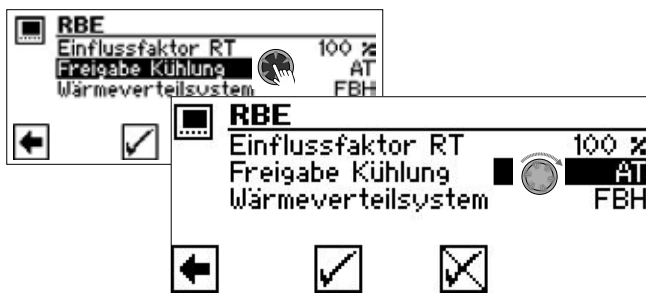 RBE
Einflussfaktor RT 100 %
Freigabe Kühlung AT
Wärmeverteilsystem FBH
RBE
Einflussfaktor RT 100 %
Freigabe Kühlung AT
Wärmeverteilsystem FBH